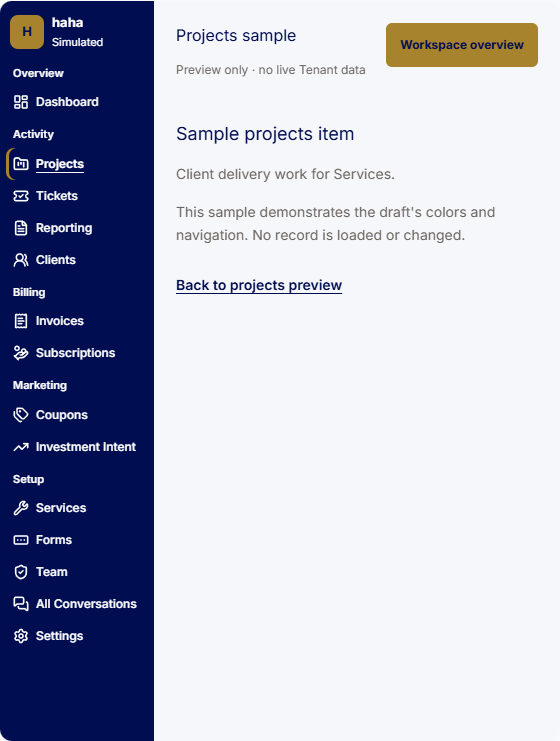 H
haha
Simulated
Overview
Dashboard
Activity
Projects
Tickets
Reporting
Clients
Billing
Invoices
Subscriptions
Marketing
Coupons
Investment Intent
Setup
Services
Forms
Team
All Conversations
Settings
Projects sample
Preview only · no live Tenant data
Workspace overview
Sample projects item
Client delivery work for Services.
This sample demonstrates the draft's colors and
navigation. No record is loaded or changed.
Back to projects preview